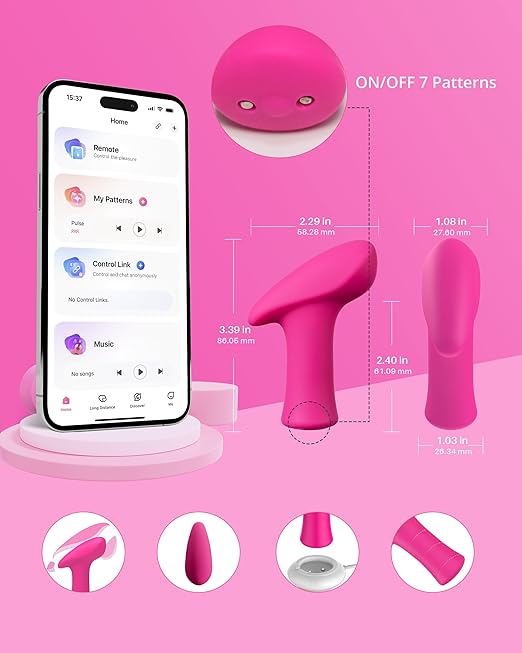 ON/OFF 7 Patterns
15:37
Home
Remote
Control the pleasure
My Patterns
Pulse
Control Link
Control and chat anonymously
No Control Links.
Music
No songs
Home
Long Distance
Discover
Me
2.29 in
58.28 mm
1.08 in
27.60 mm
3.39 in
86.05 mm
2.40 in
61.09 mm
1.03 in
26.34 mm